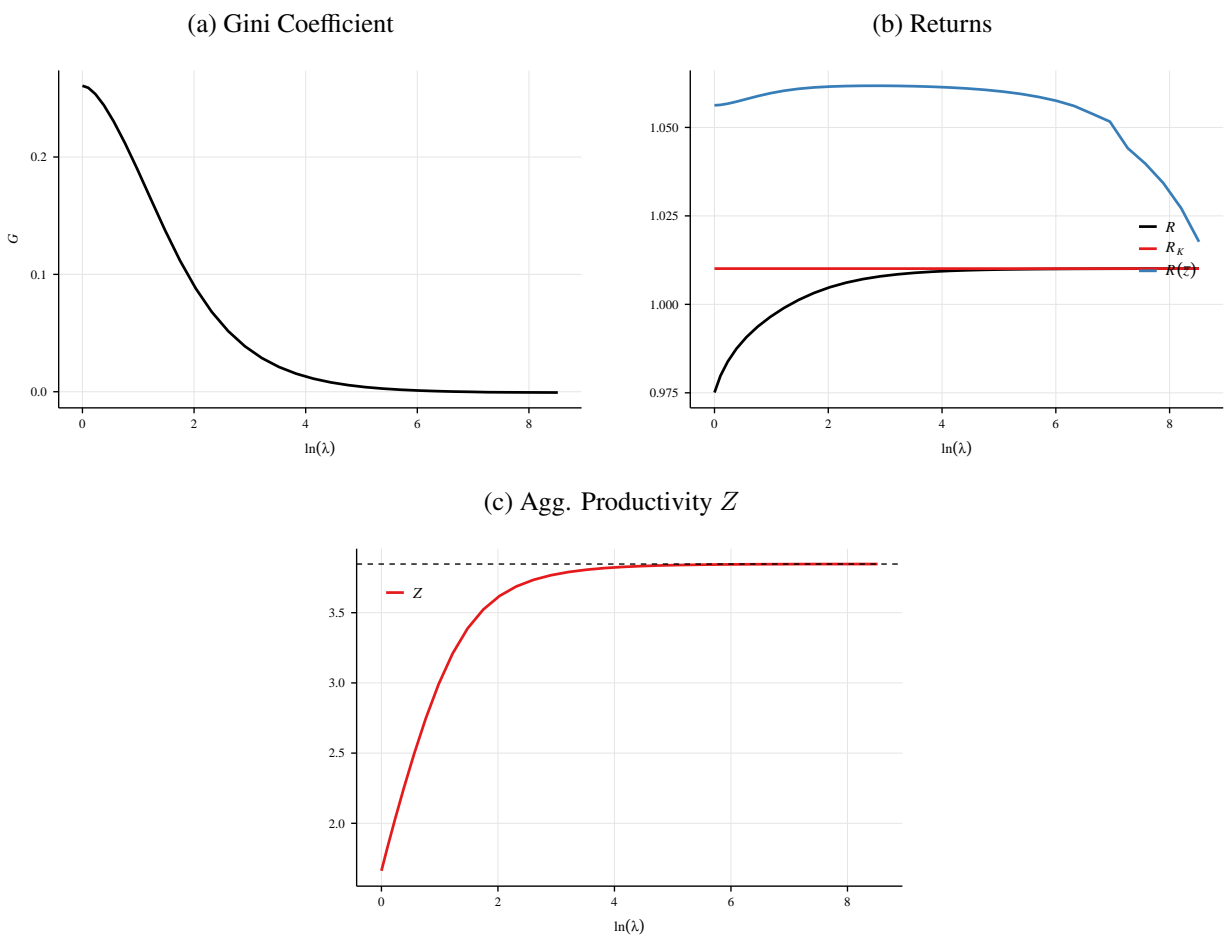 (a) Gini Coefficient
0.2
0.1
0.0
G
0 2 4 6 8
ln(λ)
(b) Returns
1.050
1.025
1.000
0.975
R
R_K
R(z̄)
0 2 4 6 8
ln(λ)
(c) Agg. Productivity Z
3.5
3.0
2.5
2.0
Z
0 2 4 6 8
ln(λ)